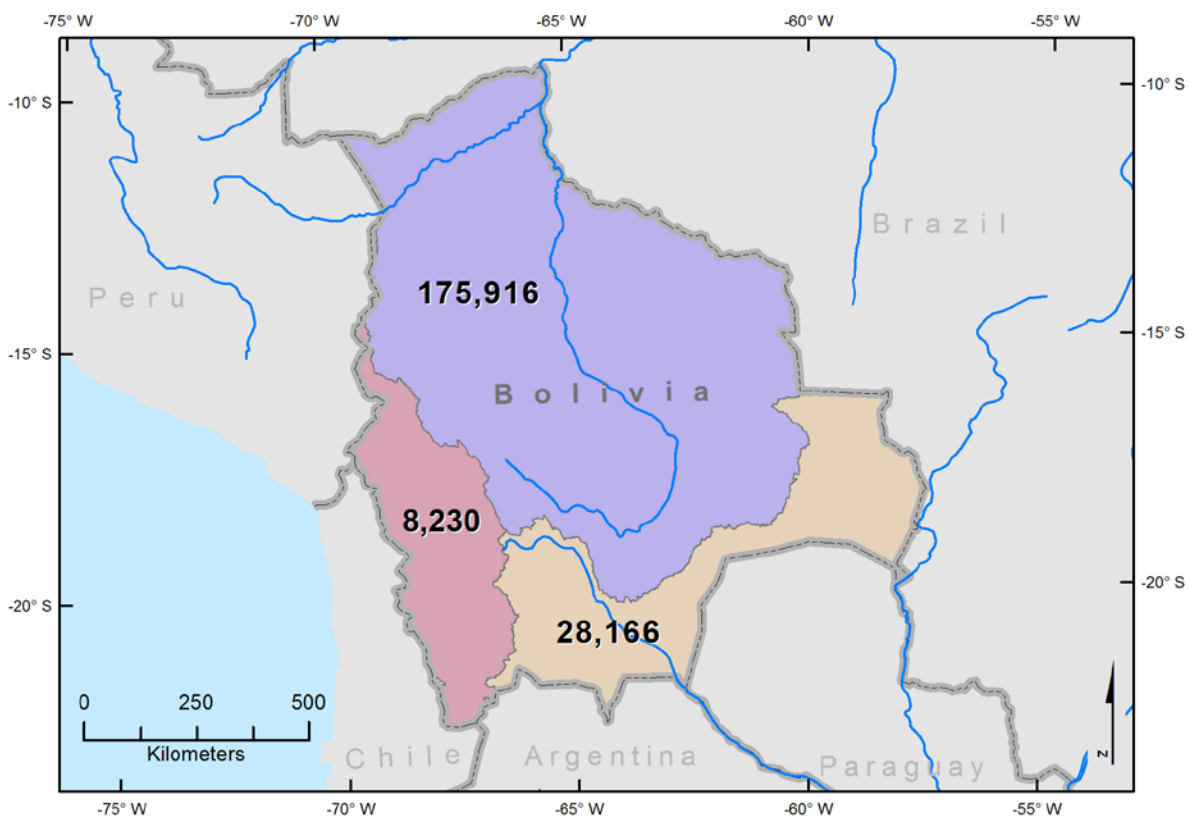 -75° W -70° W -65° W -60° W -55° W
-10° S -10° S
Brazil
Peru
175,916
-15° S -15° S
Bolivia
8,230
-20° S -20° S
28,166
0 250 500
Kilometers
Chile Argentina Paraguay
N
-75° W -70° W -65° W -60° W -55° W